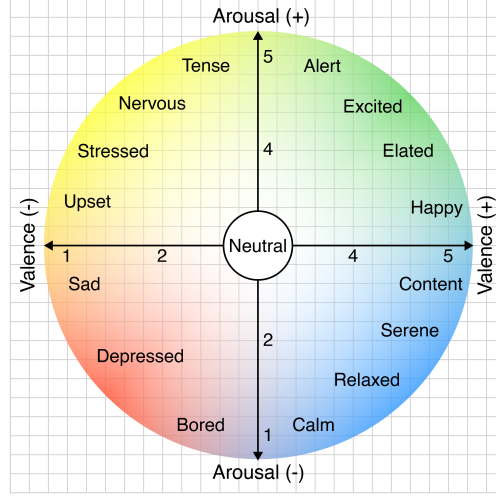 Arousal (+)
5
Tense
Alert
Nervous
Excited
4
Stressed
Elated
Upset
Happy
Valence (-)
Neutral
Valence (+)
1
2
4
5
Sad
Content
Serene
2
Depressed
Relaxed
Bored
Calm
1
Arousal (-)